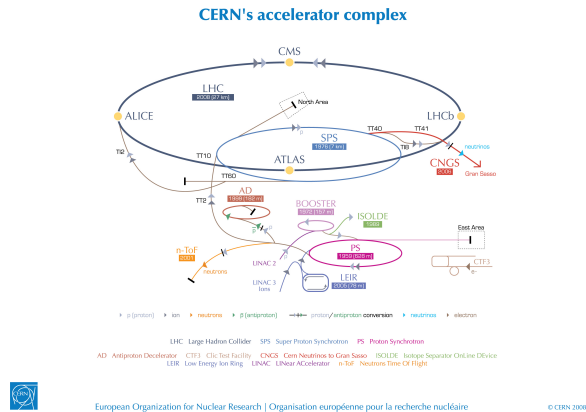 CERN's accelerator complex
CMS
LHC
2008 (27 km)
North Area
ALICE
LHCb
TT40
TT41
SPS
1976 (7 km)
TI8
TI2
TT10
ATLAS
neutrinos
CNGS
2006
Gran Sasso
TT60
AD
1999 (182 m)
TT2
BOOSTER
1972 (157 m)
ISOLDE
1989
East Area
n-ToF
2001
PS
1959 (628 m)
neutrons
LINAC 2
CTF3
e-
LEIR
2005 (78 m)
LINAC 3
Ions
p (proton)
ion
neutrons
p̄ (antiproton)
proton/antiproton conversion
neutrinos
electron
LHC Large Hadron Collider SPS Super Proton Synchrotron PS Proton Synchrotron
AD Antiproton Decelerator CTF3 Clic Test Facility CNGS Cern Neutrinos to Gran Sasso ISOLDE Isotope Separator OnLine DEvice
LEIR Low Energy Ion Ring LINAC LINear ACcelerator n-ToF Neutrons Time Of Flight
CERN
European Organization for Nuclear Research | Organisation européenne pour la recherche nucléaire
© CERN 2008